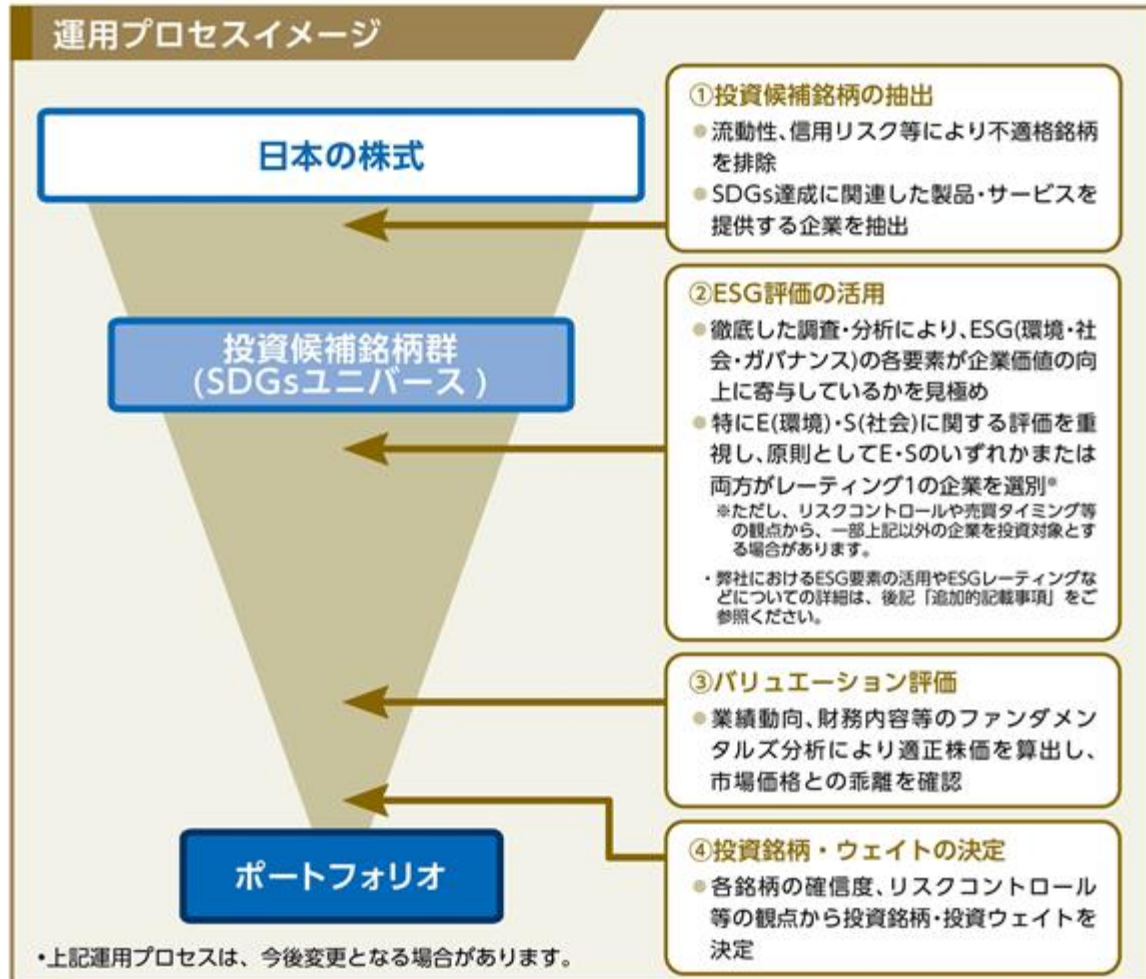 運用プロセスイメージ
日本の株式
①投資候補銘柄の抽出
●流動性、信用リスク等により不適格銘柄
を排除
●SDGs達成に関連した製品・サービスを
提供する企業を抽出
投資候補銘柄群
(SDGsユニバース)
②ESG評価の活用
●徹底した調査・分析により、ESG(環境・社
会・ガバナンス)の各要素が企業価値の向
上に寄与しているかを見極め
●特にE(環境)・S(社会)に関する評価を重
視し、原則としてE・Sのいずれかまたは
両方がレーティング1の企業を選別※
※ただし、リスクコントロールや売買タイミング等
の観点から、一部上記以外の企業を投資対象とす
る場合があります。
・弊社におけるESG要素の活用やESGレーティングな
どについての詳細は、後記「追加的記載事項」をご
参照ください。
③バリュエーション評価
●業績動向、財務内容等のファンダメン
タルズ分析により適正株価を算出し、
市場価格との乖離を確認
④投資銘柄・ウェイトの決定
●各銘柄の確信度、リスクコントロール
等の観点から投資銘柄・投資ウェイトを
決定
ポートフォリオ
•上記運用プロセスは、今後変更となる場合があります。